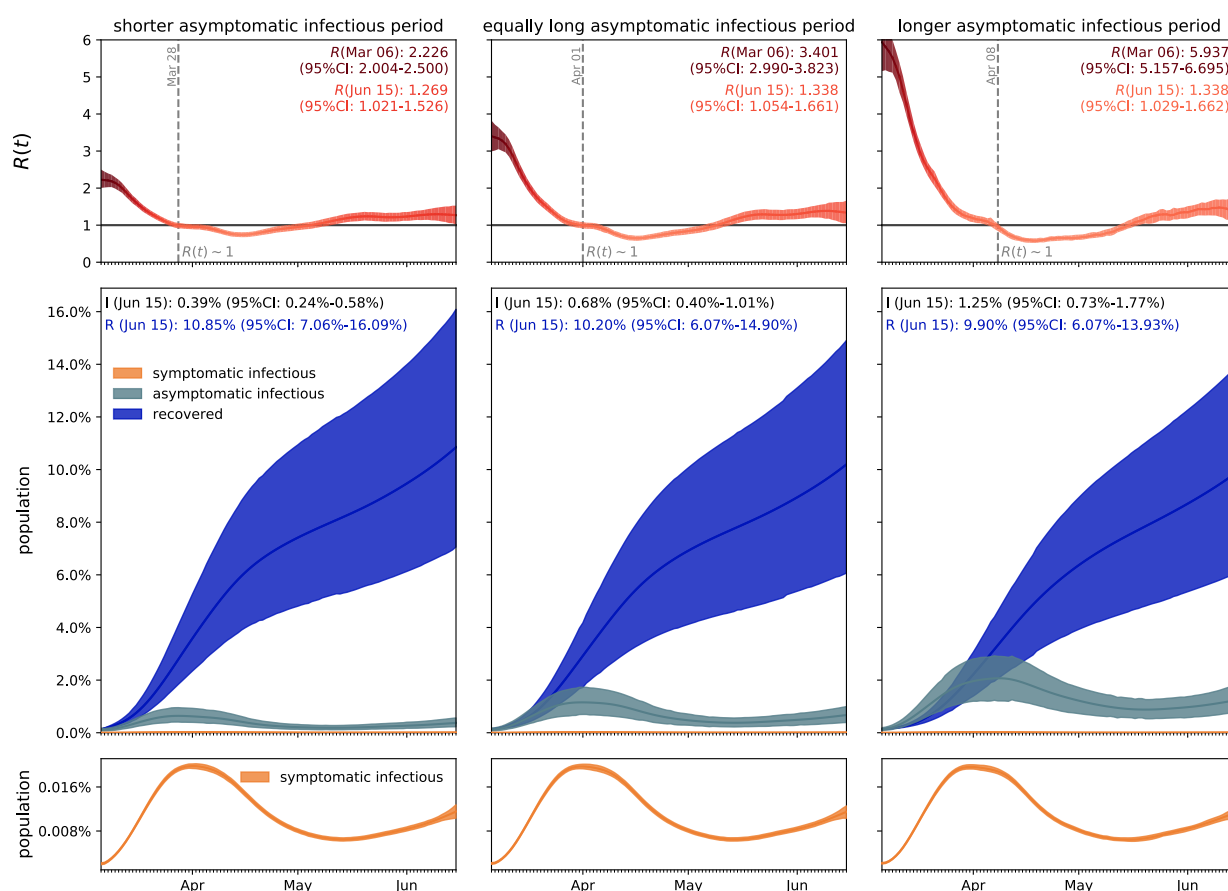 shorter asymptomatic infectious period
equally long asymptomatic infectious period
longer asymptomatic infectious period
R(t)
6
5
4
3
2
1
0
Mar 28
R(Mar 06): 2.226
(95%CI: 2.004-2.500)
R(Jun 15): 1.269
(95%CI: 1.021-1.526)
R(t) ~ 1
Apr 01
R(Mar 06): 3.401
(95%CI: 2.990-3.823)
R(Jun 15): 1.338
(95%CI: 1.054-1.661)
R(t) ~ 1
Apr 08
R(Mar 06): 5.937
(95%CI: 5.157-6.695)
R(Jun 15): 1.338
(95%CI: 1.029-1.662)
R(t) ~ 1
population
16.0%
14.0%
12.0%
10.0%
8.0%
6.0%
4.0%
2.0%
0.0%
I (Jun 15): 0.39% (95%CI: 0.24%-0.58%)
R (Jun 15): 10.85% (95%CI: 7.06%-16.09%)
symptomatic infectious
asymptomatic infectious
recovered
I (Jun 15): 0.68% (95%CI: 0.40%-1.01%)
R (Jun 15): 10.20% (95%CI: 6.07%-14.90%)
I (Jun 15): 1.25% (95%CI: 0.73%-1.77%)
R (Jun 15): 9.90% (95%CI: 6.07%-13.93%)
population
0.016%
0.008%
symptomatic infectious
Apr May Jun
Apr May Jun
Apr May Jun